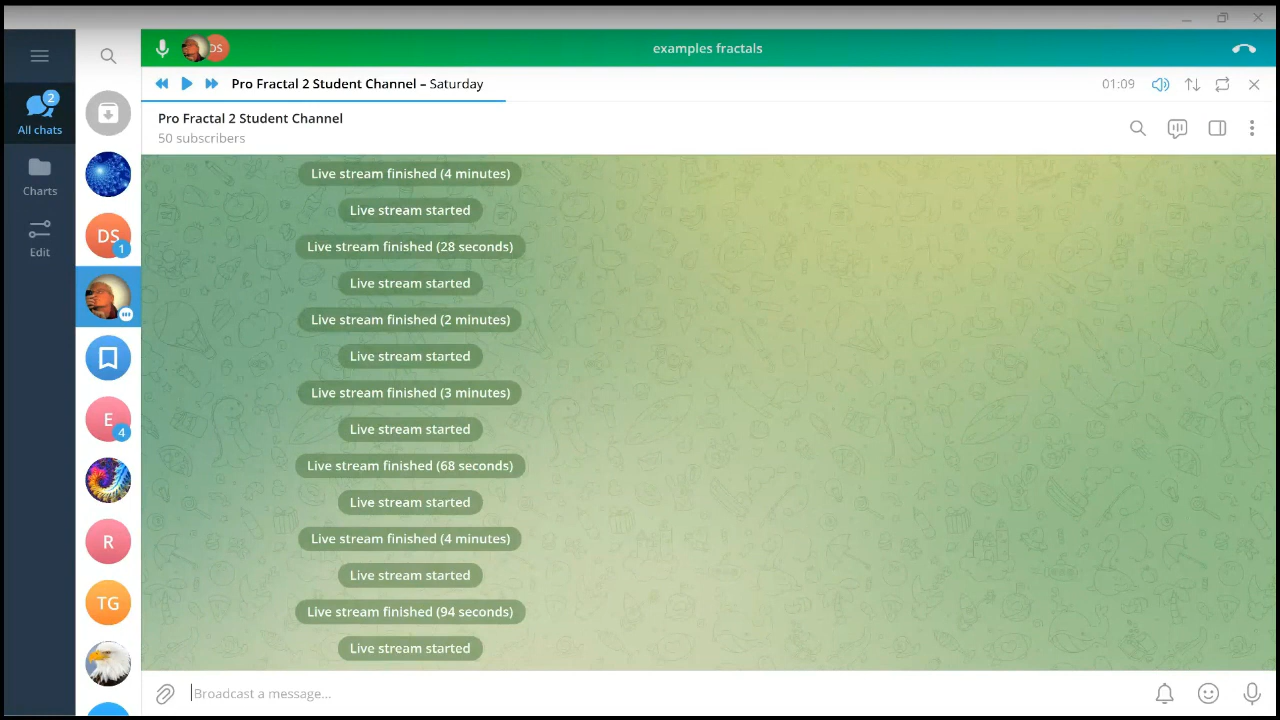 DS
examples fractals
Pro Fractal 2 Student Channel – Saturday
01:09
2
All chats
Charts
Edit
DS
1
E
4
R
TG
Pro Fractal 2 Student Channel
50 subscribers
Live stream finished (4 minutes)
Live stream started
Live stream finished (28 seconds)
Live stream started
Live stream finished (2 minutes)
Live stream started
Live stream finished (3 minutes)
Live stream started
Live stream finished (68 seconds)
Live stream started
Live stream finished (4 minutes)
Live stream started
Live stream finished (94 seconds)
Live stream started
Broadcast a message...